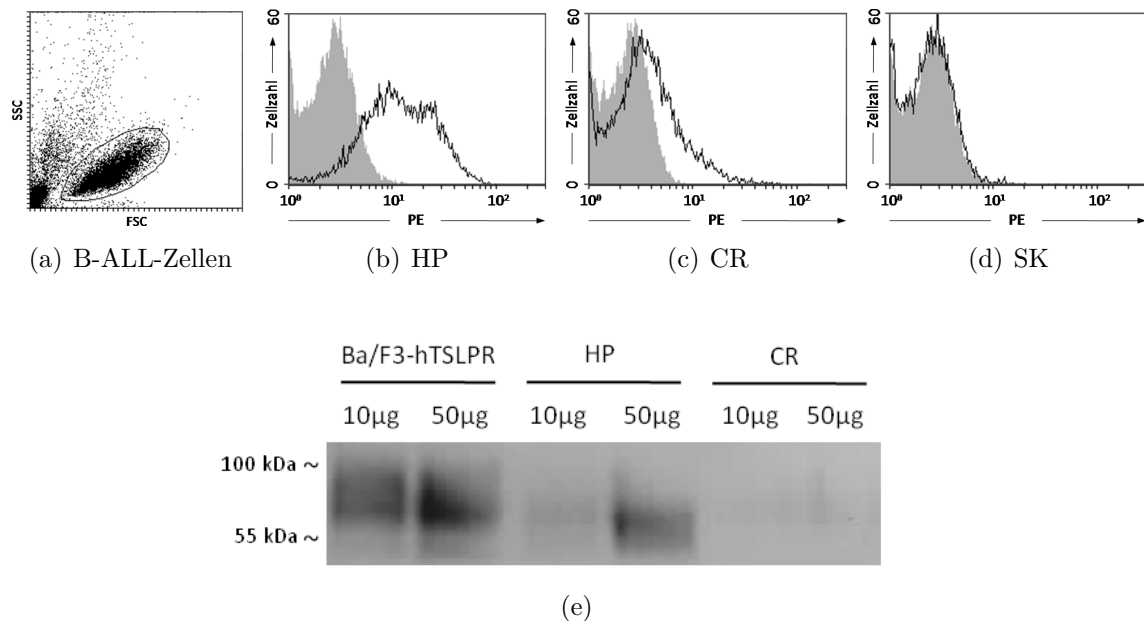 SSC
FSC
(a) B-ALL-Zellen
60
Zellzahl
0
10⁰ 10¹ 10²
PE
(b) HP
60
Zellzahl
0
10⁰ 10¹ 10²
PE
(c) CR
60
Zellzahl
0
10⁰ 10¹ 10²
PE
(d) SK
Ba/F3-hTSLPR HP CR
10µg 50µg 10µg 50µg 10µg 50µg
100 kDa ~
55 kDa ~
(e)